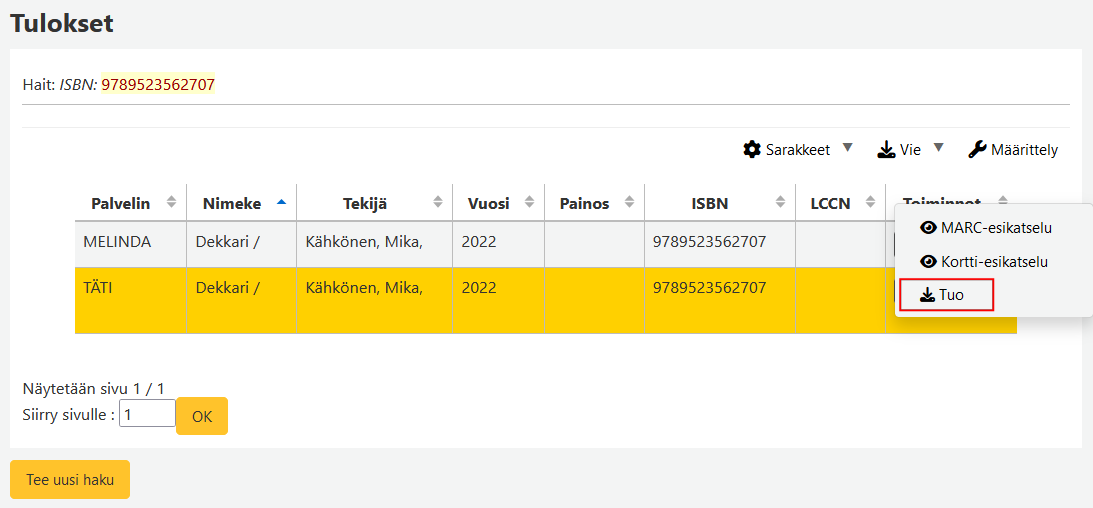 Tulokset
Hait: ISBN: 9789523562707
Sarakkeet Vie Määrittely
Palvelin Nimeke Tekijä Vuosi Painos ISBN LCCN Toiminnot
MELINDA Dekkari / Kähkönen, Mika, 2022 9789523562707
TÄTI Dekkari / Kähkönen, Mika, 2022 9789523562707
MARC-esikatselu
Kortti-esikatselu
Tuo
Näytetään sivu 1 / 1
Siirry sivulle : 1 OK
Tee uusi haku